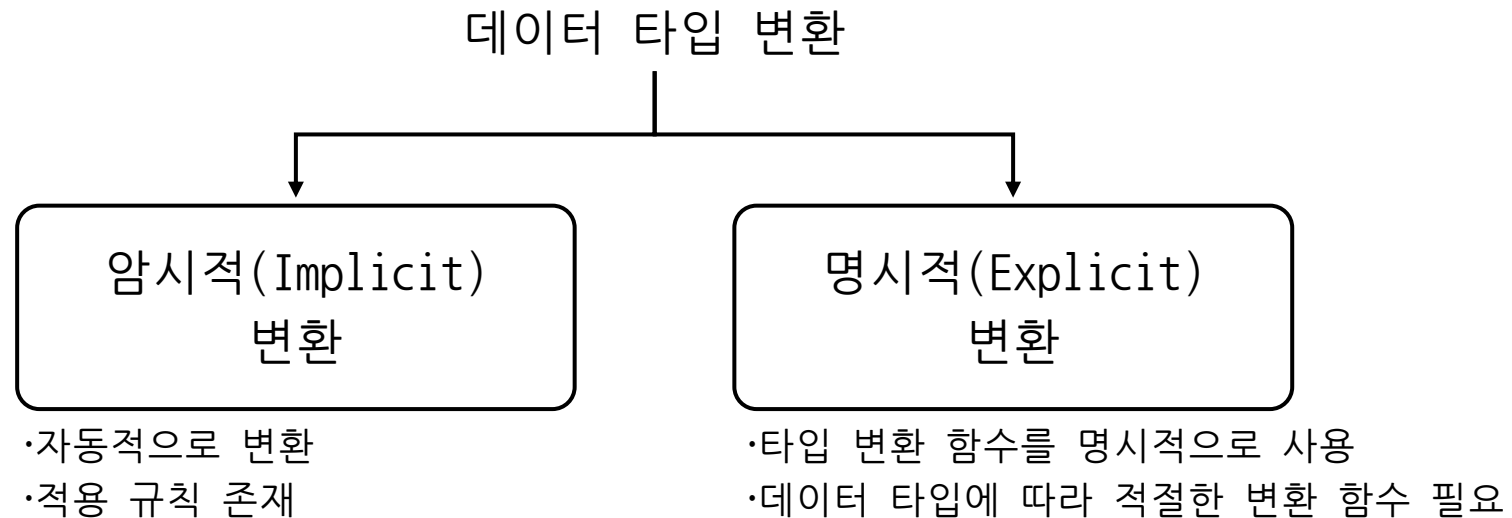 데이터 타입 변환
암시적(Implicit)
변환
·자동적으로 변환
·적용 규칙 존재
명시적(Explicit)
변환
·타입 변환 함수를 명시적으로 사용
·데이터 타입에 따라 적절한 변환 함수 필요